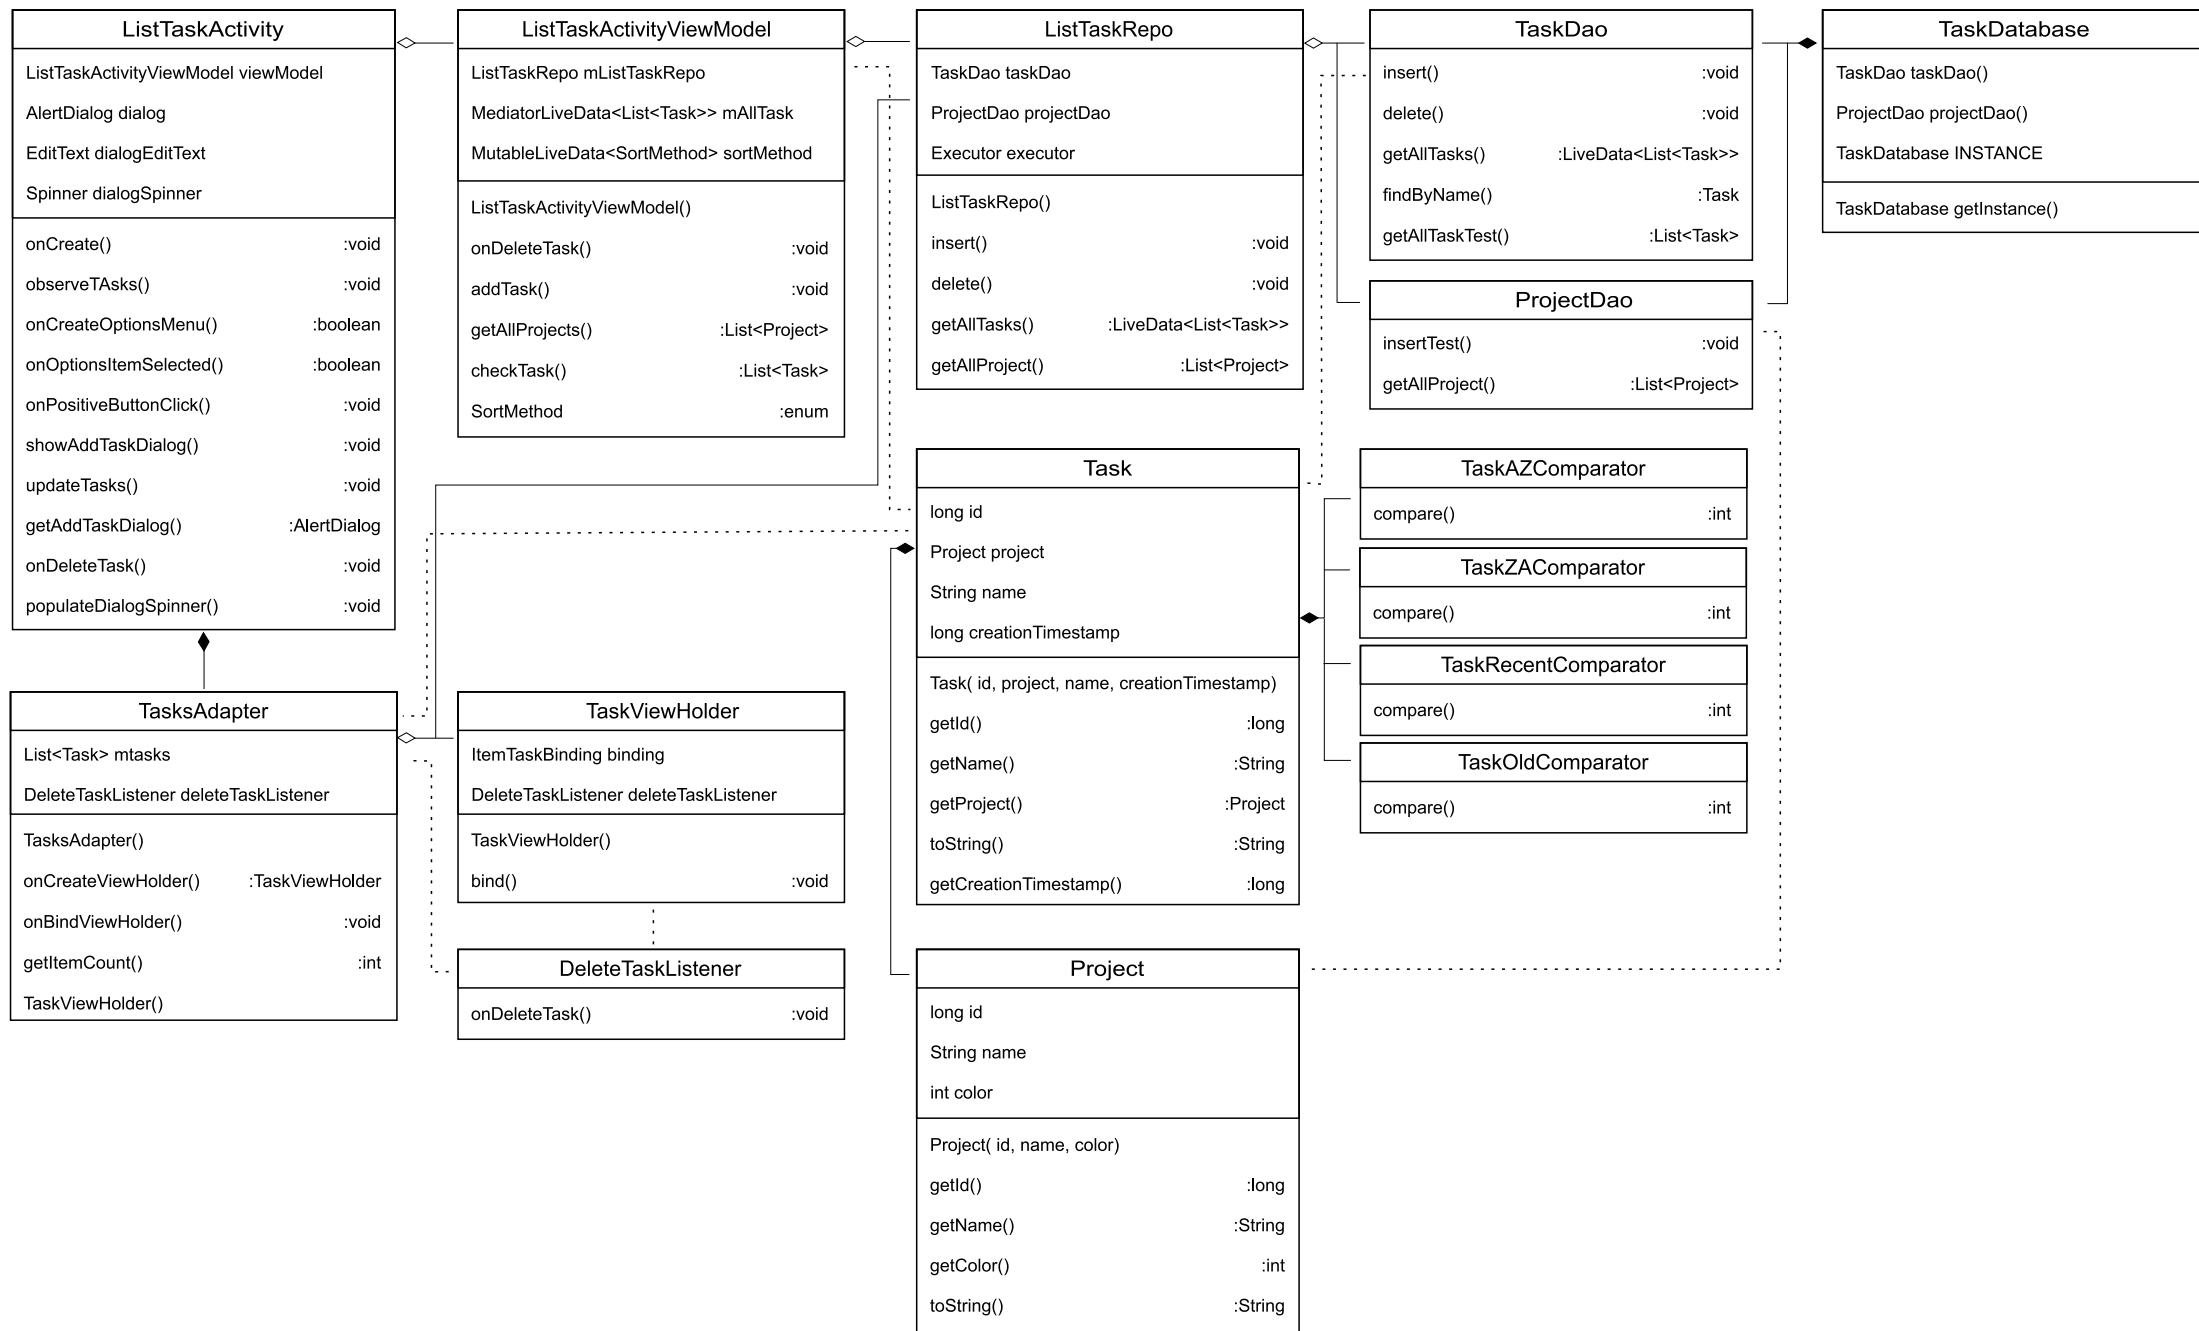 ListTaskActivity
ListTaskActivityViewModel viewModel
AlertDialog dialog
EditText dialogEditText
Spinner dialogSpinner
onCreate() :void
observeTAsks() :void
onCreateOptionsMenu() :boolean
onOptionsItemSelected() :boolean
onPositiveButtonClick() :void
showAddTaskDialog() :void
updateTasks() :void
getAddTaskDialog() :AlertDialog
onDeleteTask() :void
populateDialogSpinner() :void
ListTaskActivityViewModel
ListTaskRepo mListTaskRepo
MediatorLiveData<List<Task>> mAllTask
MutableLiveData<SortMethod> sortMethod
ListTaskActivityViewModel()
onDeleteTask() :void
addTask() :void
getAllProjects() :List<Project>
checkTask() :List<Task>
SortMethod :enum
ListTaskRepo
TaskDao taskDao
ProjectDao projectDao
Executor executor
ListTaskRepo()
insert() :void
delete() :void
getAllTasks() :LiveData<List<Task>>
getAllProject() :List<Project>
TaskDao
insert() :void
delete() :void
getAllTasks() :LiveData<List<Task>>
findByName() :Task
getAllTaskTest() :List<Task>
TaskDatabase
TaskDao taskDao()
ProjectDao projectDao()
TaskDatabase INSTANCE
TaskDatabase getInstance()
ProjectDao
insertTest() :void
getAllProject() :List<Project>
Task
long id
Project project
String name
long creationTimestamp
Task( id, project, name, creationTimestamp)
getId() :long
getName() :String
getProject() :Project
toString() :String
getCreationTimestamp() :long
TaskAZComparator
compare() :int
TaskZAComparator
compare() :int
TaskRecentComparator
compare() :int
TaskOldComparator
compare() :int
TasksAdapter
List<Task> mtasks
DeleteTaskListener deleteTaskListener
TasksAdapter()
onCreateViewHolder() :TaskViewHolder
onBindViewHolder() :void
getItemCount() :int
TaskViewHolder()
TaskViewHolder
ItemTaskBinding binding
DeleteTaskListener deleteTaskListener
TaskViewHolder()
bind() :void
DeleteTaskListener
onDeleteTask() :void
Project
long id
String name
int color
Project( id, name, color)
getId() :long
getName() :String
getColor() :int
toString() :String